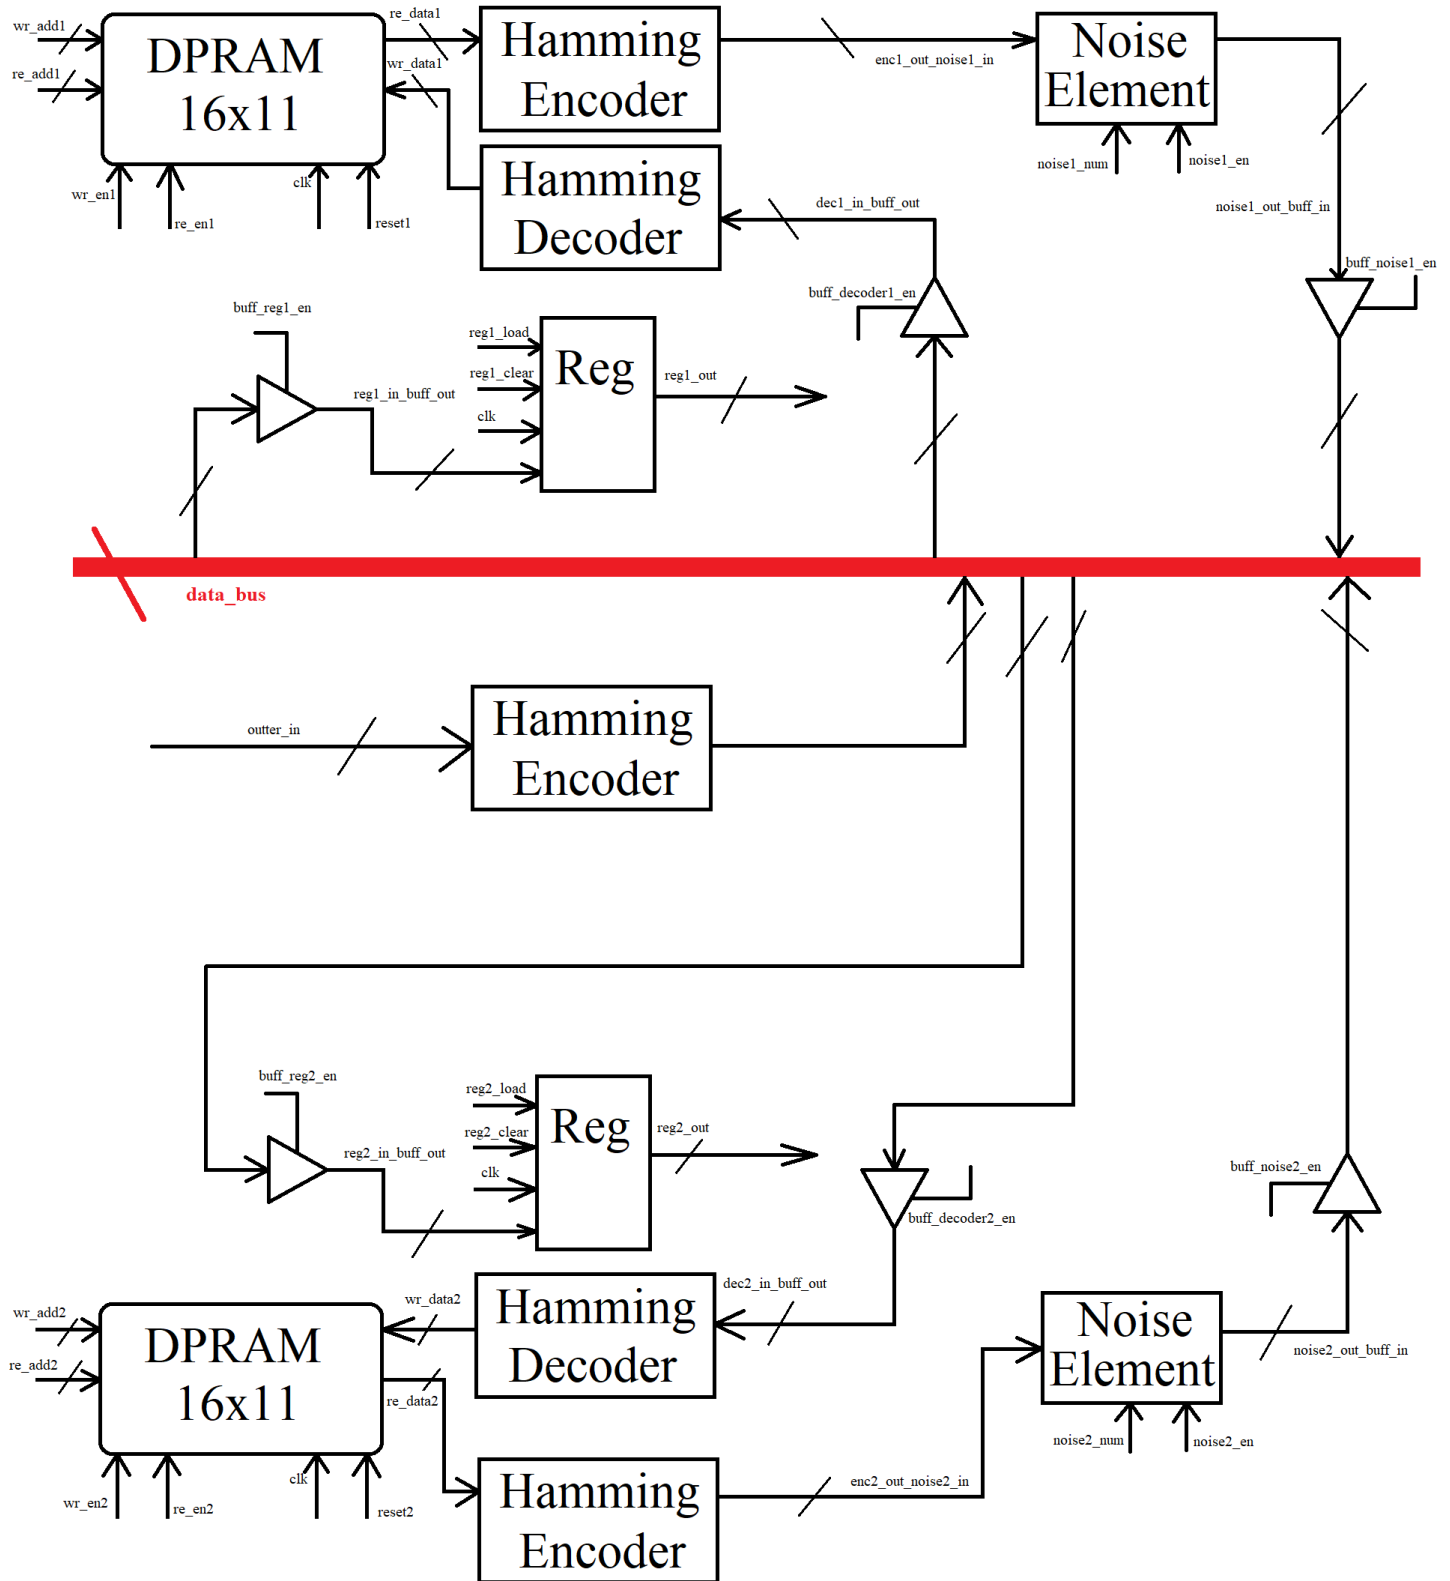 wr_add1
re_add1
DPRAM
16x11
wr_en1
re_en1
clk
reset1
re_data1
wr_data1
Hamming
Encoder
enc1_out_noise1_in
Noise
Element
noise1_num
noise1_en
noise1_out_buff_in
buff_noise1_en
Hamming
Decoder
dec1_in_buff_out
buff_decoder1_en
buff_reg1_en
reg1_in_buff_out
reg1_load
reg1_clear
clk
Reg
reg1_out
data_bus
outter_in
Hamming
Encoder
buff_reg2_en
reg2_in_buff_out
reg2_load
reg2_clear
clk
Reg
reg2_out
buff_decoder2_en
buff_noise2_en
dec2_in_buff_out
Hamming
Decoder
wr_data2
re_data2
wr_add2
re_add2
DPRAM
16x11
wr_en2
re_en2
clk
reset2
Hamming
Encoder
enc2_out_noise2_in
Noise
Element
noise2_num
noise2_en
noise2_out_buff_in